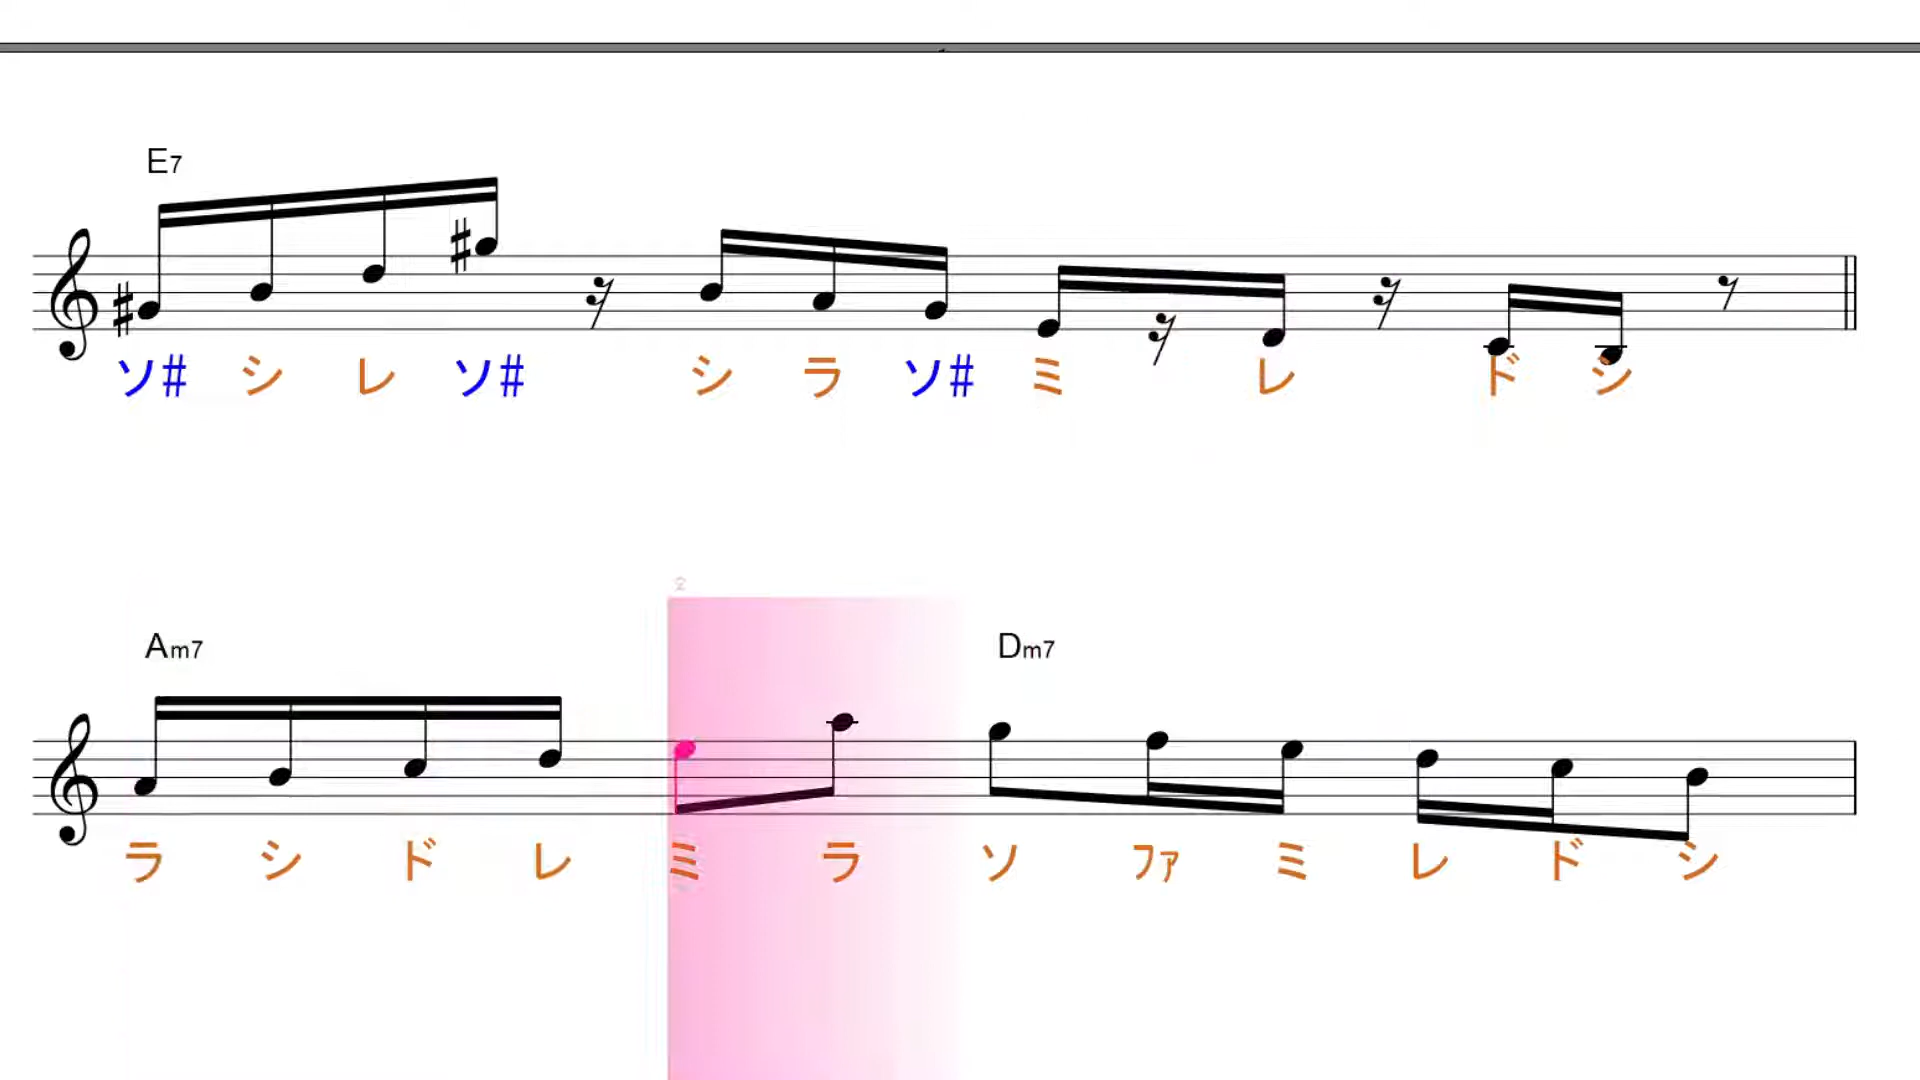 E7
ソ# シ レ ソ# シ ラ ソ# ミ レ ド シ
2
Am7 Dm7
ラ シ ド レ ミ ラ ソ ファ ミ レ ド シ